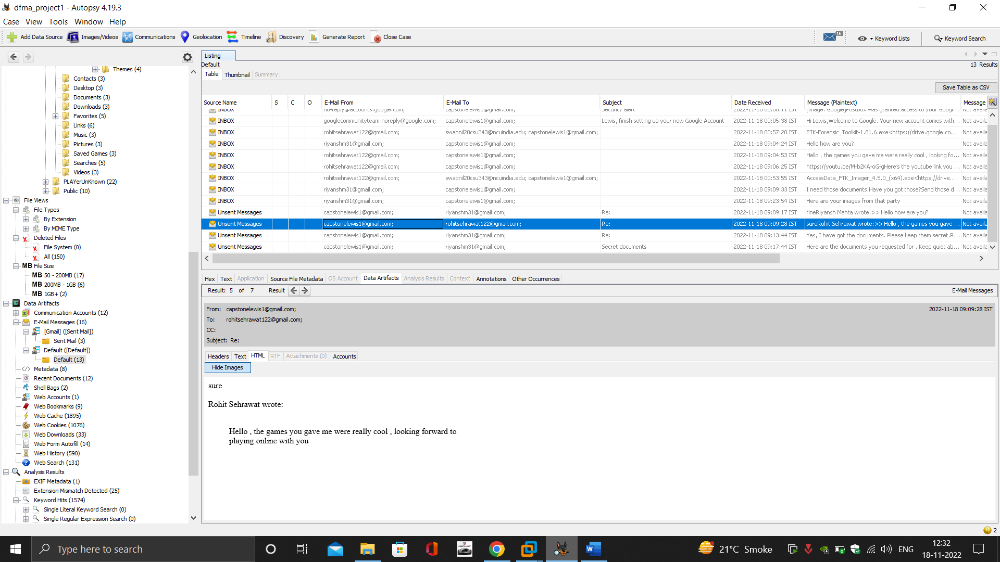 dfma_project1 - Autopsy 4.19.3
Case View Tools Window Help
Add Data Source Images/Videos Communications Geolocation Timeline Discovery Generate Report Close Case 16 Keyword Lists Keyword Search
Themes (4)
Contacts (3)
Desktop (3)
Documents (3)
Downloads (3)
Favorites (5)
Links (6)
Music (3)
Pictures (3)
Saved Games (3)
Searches (5)
Videos (3)
PLAYerUnKnown (22)
Public (10)
File Views
File Types
By Extension
By MIME Type
Deleted Files
File System (0)
All (150)
MB File Size
MB 50 - 200MB (17)
MB 200MB - 1GB (6)
MB 1GB+ (2)
Data Artifacts
Communication Accounts (12)
E-Mail Messages (16)
[Gmail] ([Sent Mail])
Sent Mail (3)
Default ([Default])
Default (13)
Metadata (8)
Recent Documents (12)
Shell Bags (2)
Web Accounts (1)
Web Bookmarks (9)
Web Cache (1895)
Web Cookies (1076)
Web Downloads (33)
Web Form Autofill (14)
Web History (590)
Web Search (131)
Analysis Results
EXIF Metadata (1)
Extension Mismatch Detected (25)
Keyword Hits (1574)
Single Literal Keyword Search (0)
Single Regular Expression Search (0)
Listing
Default
13 Results
Table Thumbnail Summary
Save Table as CSV
Source Name S C O E-Mail From E-Mail To Subject Date Received Message (Plaintext) Message
INBOX no-reply@accounts.google.com; capstonelewis1@gmail.com; Security alert 2022-11-18 00:06:11 IST [image: Google]Postbox was granted access to your Googl... Not availa
INBOX googlecommunityteam-noreply@google.com; capstonelewis1@gmail.com; Lewis, finish setting up your new Google Account 2022-11-18 00:05:38 IST Hi Lewis,Welcome to Google. Your new account comes with... Not availa
INBOX rohitsehrawat122@gmail.com; swapnil20csu343@ncuindia.edu; capstonelewis1@gmail.com; 2022-11-18 00:57:20 IST FTK-Forensic_Toolkit-1.81.6.exe<https://drive.google.co... Not availa
INBOX riyanshm31@gmail.com; capstonelewis1@gmail.com; 2022-11-18 09:04:24 IST Hello how are you? Not availa
INBOX rohitsehrawat122@gmail.com; capstonelewis1@gmail.com; 2022-11-18 09:04:53 IST Hello , the games you gave me were really cool , looking fo... Not availa
INBOX rohitsehrawat122@gmail.com; capstonelewis1@gmail.com; 2022-11-18 09:06:25 IST https://youtu.be/M-b2KA-oG-gHere's the youtube link you ... Not availa
INBOX rohitsehrawat122@gmail.com; swapnil20csu343@ncuindia.edu; capstonelewis1@gmail.com; 2022-11-18 00:53:55 IST AccessData_FTK_Imager_4.5.0_(x64).exe<https://drive.... Not availa
INBOX riyanshm31@gmail.com; capstonelewis1@gmail.com; 2022-11-18 09:09:33 IST I need those documents.Have you got those?Send those d... Not availa
INBOX riyanshm31@gmail.com; capstonelewis1@gmail.com; 2022-11-18 09:23:54 IST Here are your images from that party Not availa
Unsent Messages capstonelewis1@gmail.com; riyanshm31@gmail.com; Re: 2022-11-18 09:09:17 IST fineRiyansh Mehta wrote:>> Hello how are you? Not availa
Unsent Messages capstonelewis1@gmail.com; rohitsehrawat122@gmail.com; Re: 2022-11-18 09:09:28 IST sureRohit Sehrawat wrote:>> Hello , the games you gave ... Not availa
Unsent Messages capstonelewis1@gmail.com; riyanshm31@gmail.com; Re: 2022-11-18 09:13:44 IST Yes, I have got the documents. Please keep them secret.R... Not availa
Unsent Messages capstonelewis1@gmail.com; riyanshm31@gmail.com; Secret documents 2022-11-18 09:17:44 IST Here are the documents you requested for . Keep quiet ab... Not availa
Hex Text Application Source File Metadata OS Account Data Artifacts Analysis Results Context Annotations Other Occurrences
Result: 5 of 7 Result E-Mail Messages
From: capstonelewis1@gmail.com; 2022-11-18 09:09:28 IST
To: rohitsehrawat122@gmail.com;
CC:
Subject: Re:
Headers Text HTML RTF Attachments (0) Accounts
Hide Images
sure
Rohit Sehrawat wrote:
Hello , the games you gave me were really cool , looking forward to
playing online with you
2
Type here to search
W
21°C Smoke
ENG
12:32
18-11-2022